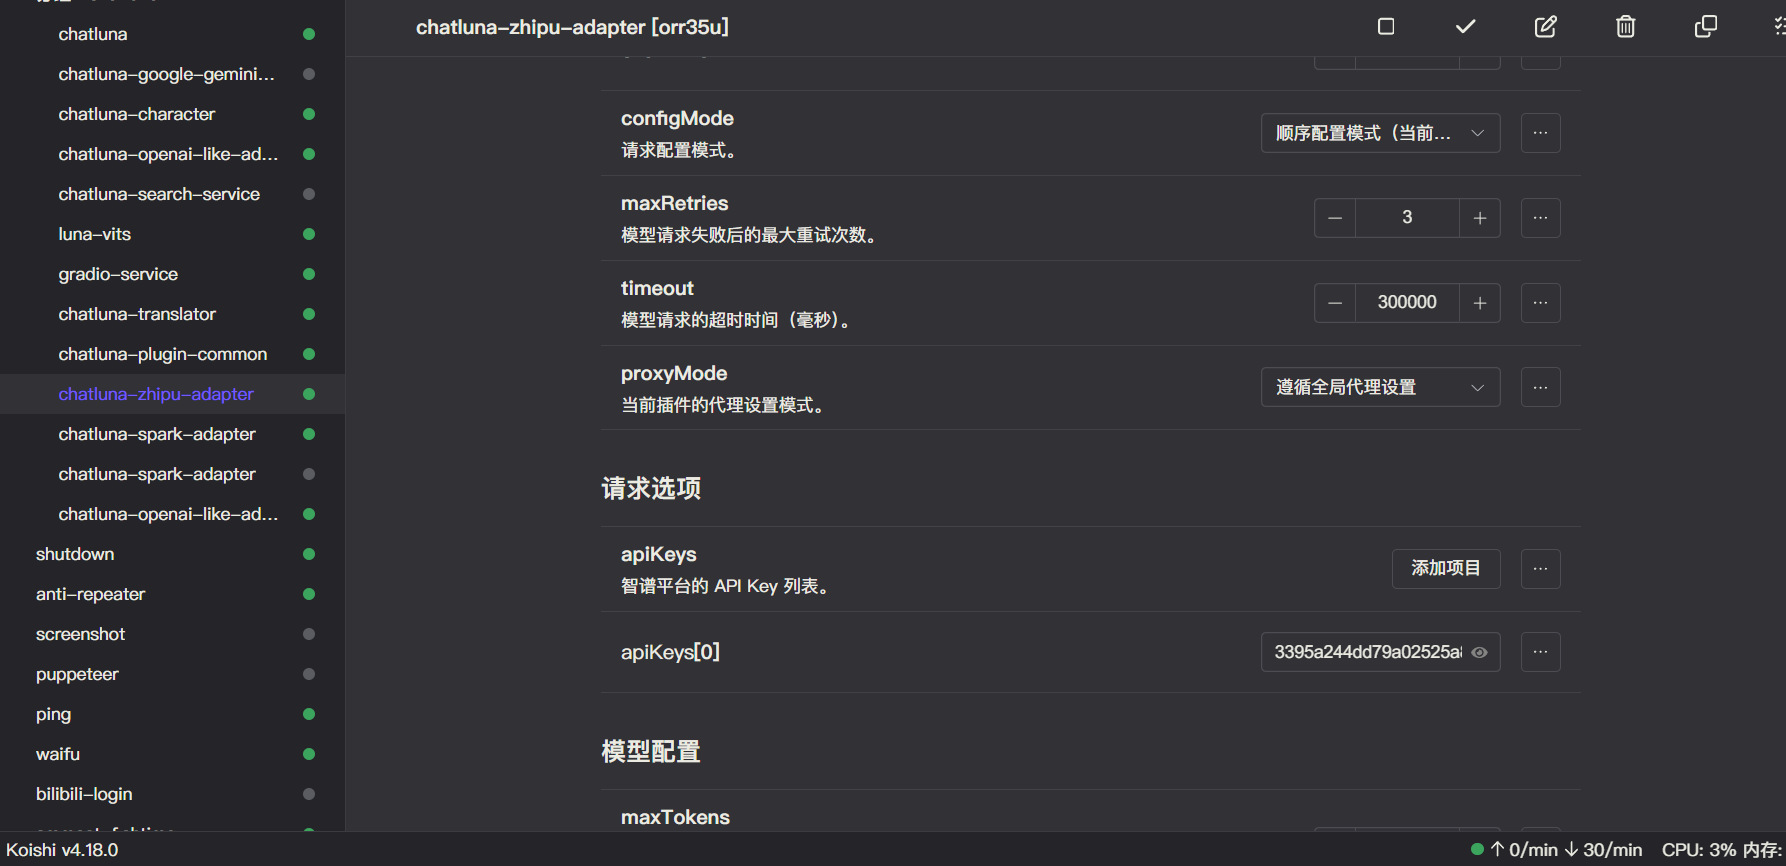 chatluna
chatluna-google-gemini...
chatluna-character
chatluna-openai-like-ad...
chatluna-search-service
luna-vits
gradio-service
chatluna-translator
chatluna-plugin-common
chatluna-zhipu-adapter
chatluna-spark-adapter
chatluna-spark-adapter
chatluna-openai-like-ad...
shutdown
anti-repeater
screenshot
puppeteer
ping
waifu
bilibili-login
chatluna-zhipu-adapter [orr35u]
configMode
请求配置模式。
顺序配置模式（当前...
maxRetries
模型请求失败后的最大重试次数。
3
timeout
模型请求的超时时间（毫秒）。
300000
proxyMode
当前插件的代理设置模式。
遵循全局代理设置
请求选项
apiKeys
智谱平台的 API Key 列表。
添加项目
apiKeys[0]
3395a244dd79a02525a
模型配置
maxTokens
Koishi v4.18.0
↑ 0/min ↓ 30/min CPU: 3% 内存: